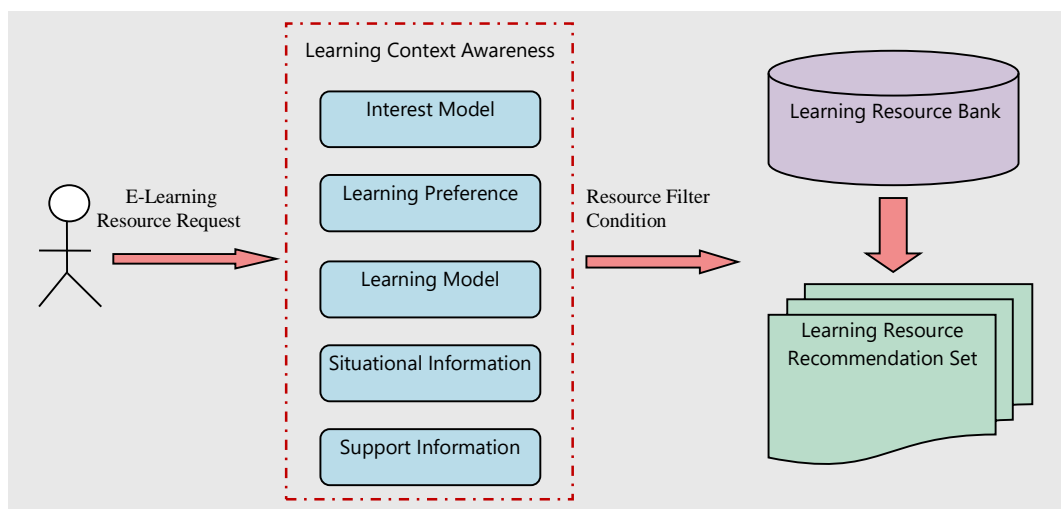 Learning Context Awareness
Interest Model
Learning Preference
Learning Model
Situational Information
Support Information
E-Learning
Resource Request
Resource Filter
Condition
Learning Resource Bank
Learning Resource
Recommendation Set